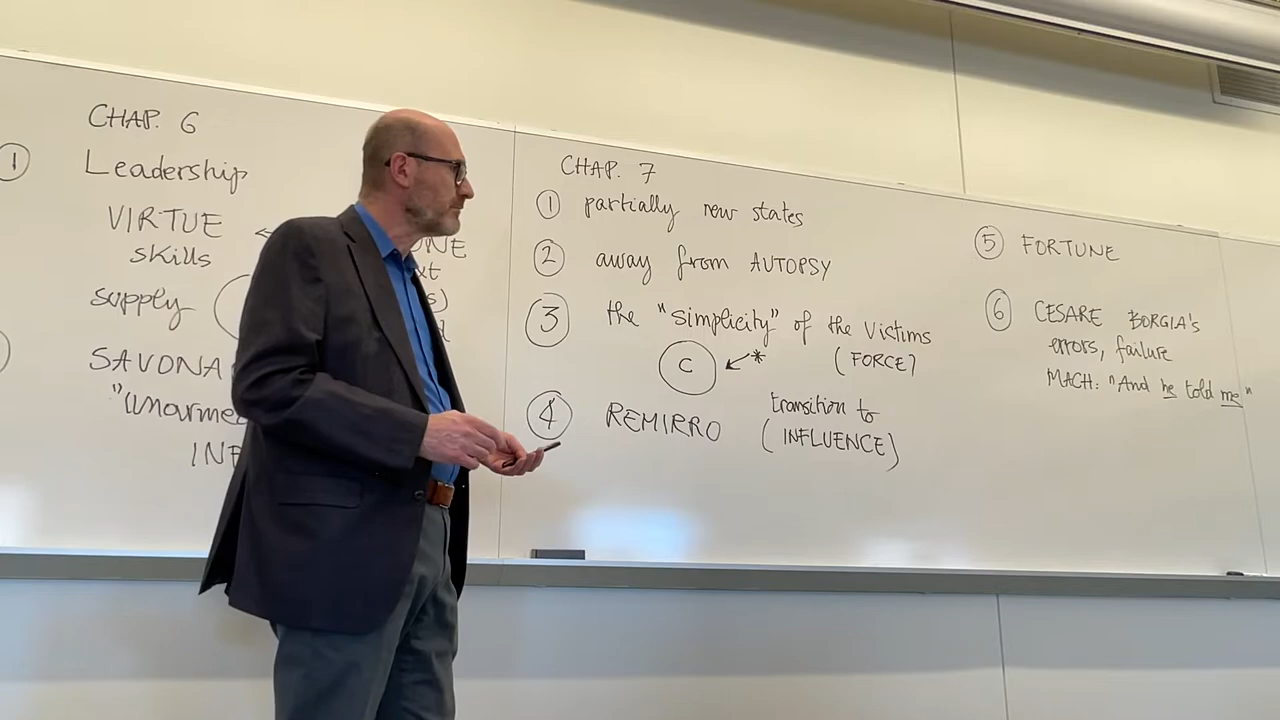 CHAP. 6
① Leadership
VIRTUE ←
skills
supply
SAVONA
"unarmed
INF
CHAP. 7
① partially new states
② away from AUTOPSY
③ the "simplicity" of the victims
(FORCE)
C ↙*
④ REMIRRO
transition to
(INFLUENCE)
⑤ FORTUNE
⑥ CESARE BORGIA's
errors, failure
MACH: "And he told me"